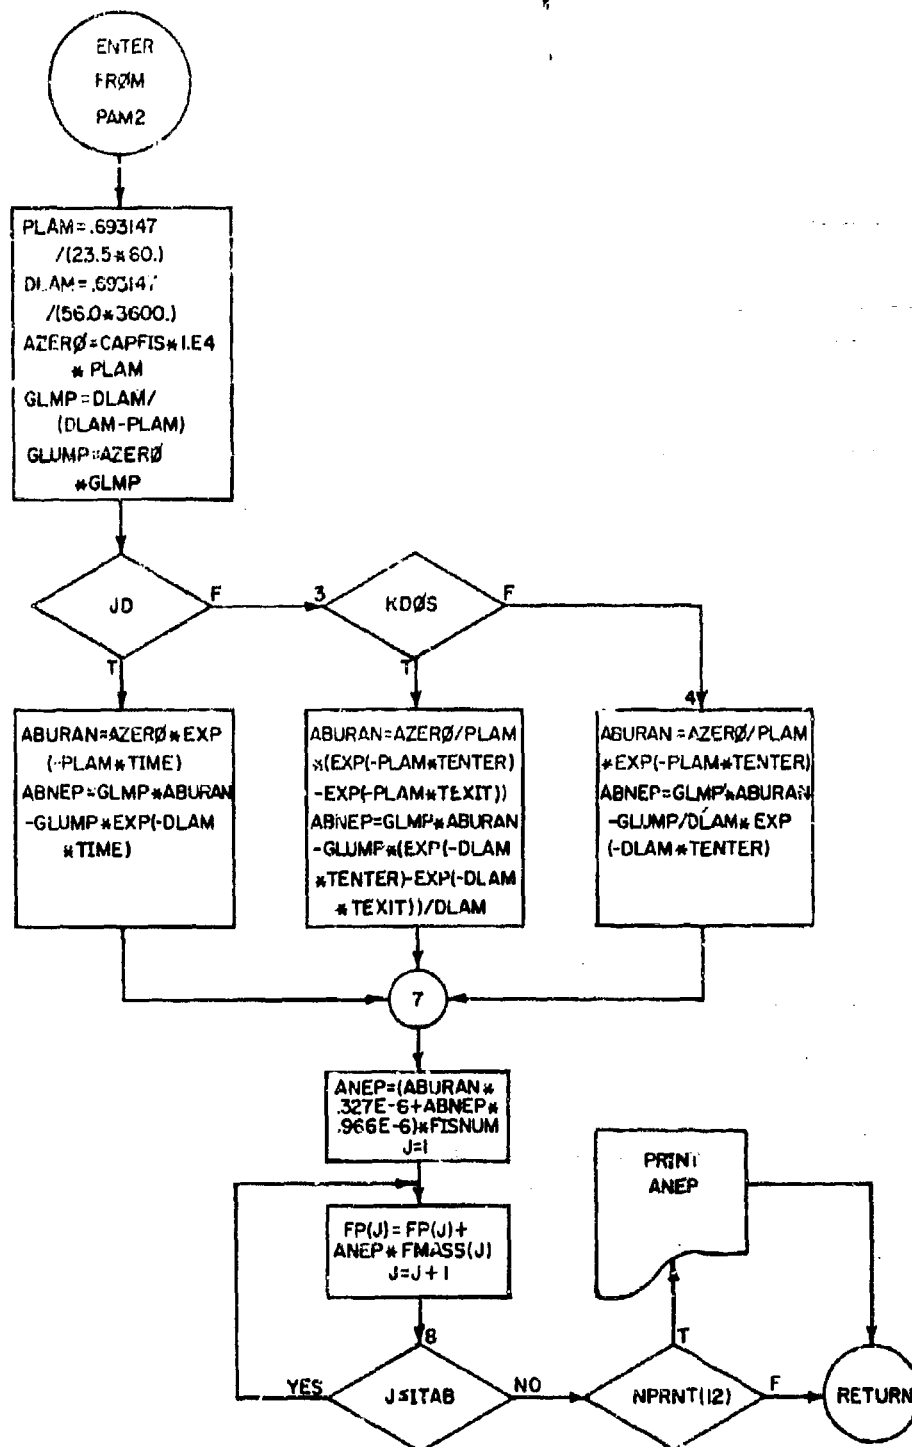 ENTER
FRØM
PAM2
PLAM=.693147
/(23.5*60.)
DLAM=.693147
/(56.0*3600.)
AZERØ=CAPFIS*1.E4
* PLAM
GLMP=DLAM/
(DLAM-PLAM)
GLUMP=AZERØ
*GLMP
JD
F
T
3
KDØS
F
T
4
ABURAN=AZERØ*EXP
(-PLAM*TIME)
ABNEP=GLMP*ABURAN
-GLUMP*EXP(-DLAM
*TIME)
ABURAN=AZERØ/PLAM
*(EXP(-PLAM*TENTER)
-EXP(-PLAM*TEXIT))
ABNEP=GLMP*ABURAN
-GLUMP*(EXP(-DLAM
*TENTER)-EXP(-DLAM
*TEXIT))/DLAM
ABURAN=AZERØ/PLAM
*EXP(-PLAM*TENTER)
ABNEP=GLMP*ABURAN
-GLUMP/DLAM*EXP
(-DLAM*TENTER)
7
ANEP=(ABURAN*
.327E-6+ABNEP*
.966E-6)*FISNUM
J=1
FP(J)=FP(J)+
ANEP*FMASS(J)
J=J+1
8
J≤ITAB
YES
NO
NPRNT(12)
T
F
PRINT
ANEP
RETURN